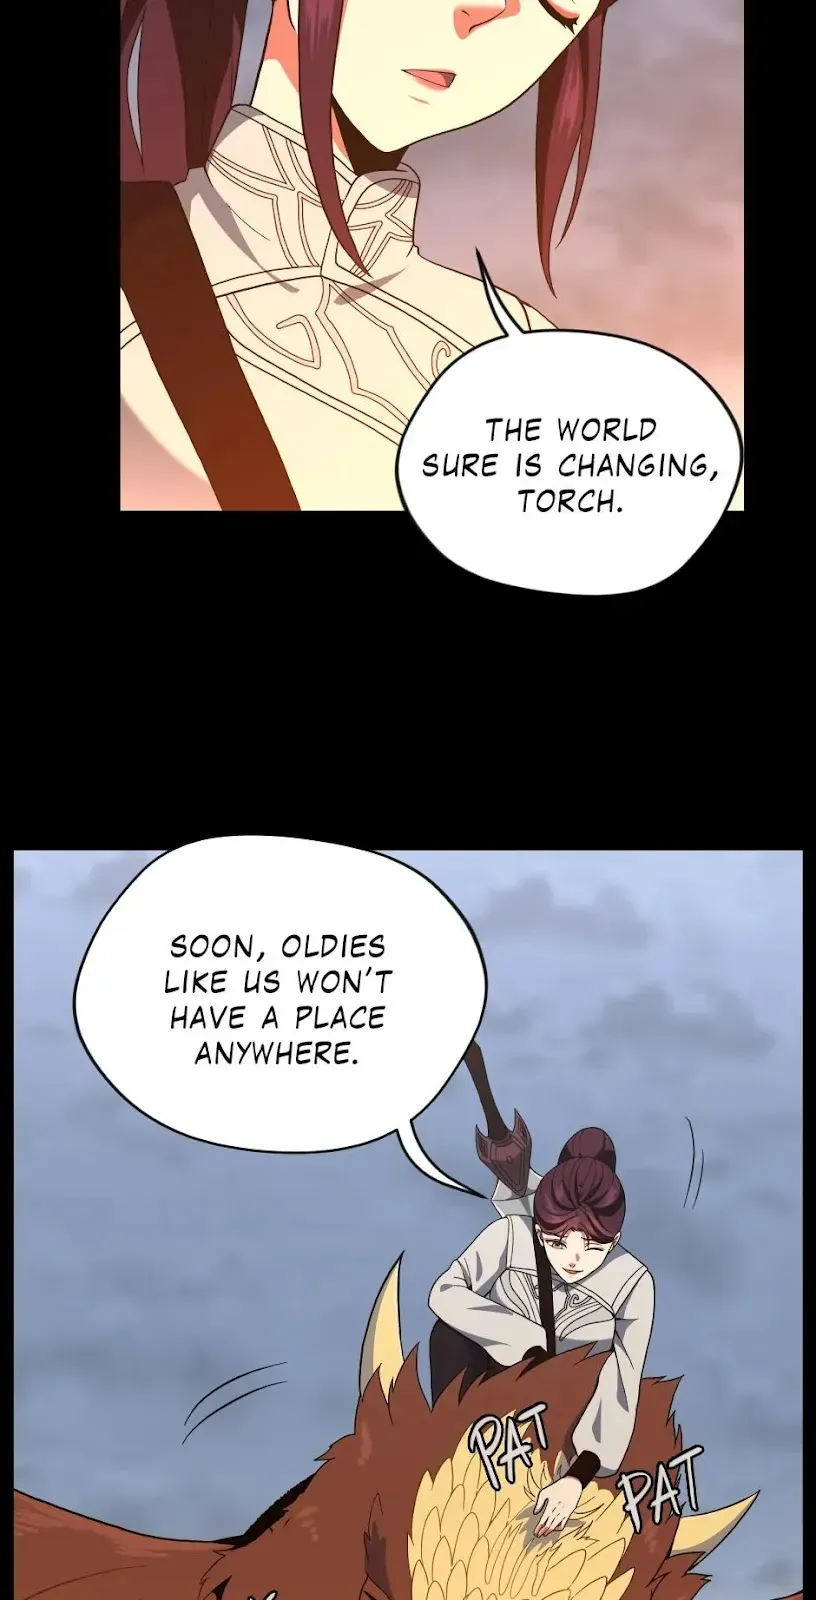 THE WORLD
SURE IS CHANGING,
TORCH.
SOON, OLDIES
LIKE US WON'T
HAVE A PLACE
ANYWHERE.
PAT
PAT